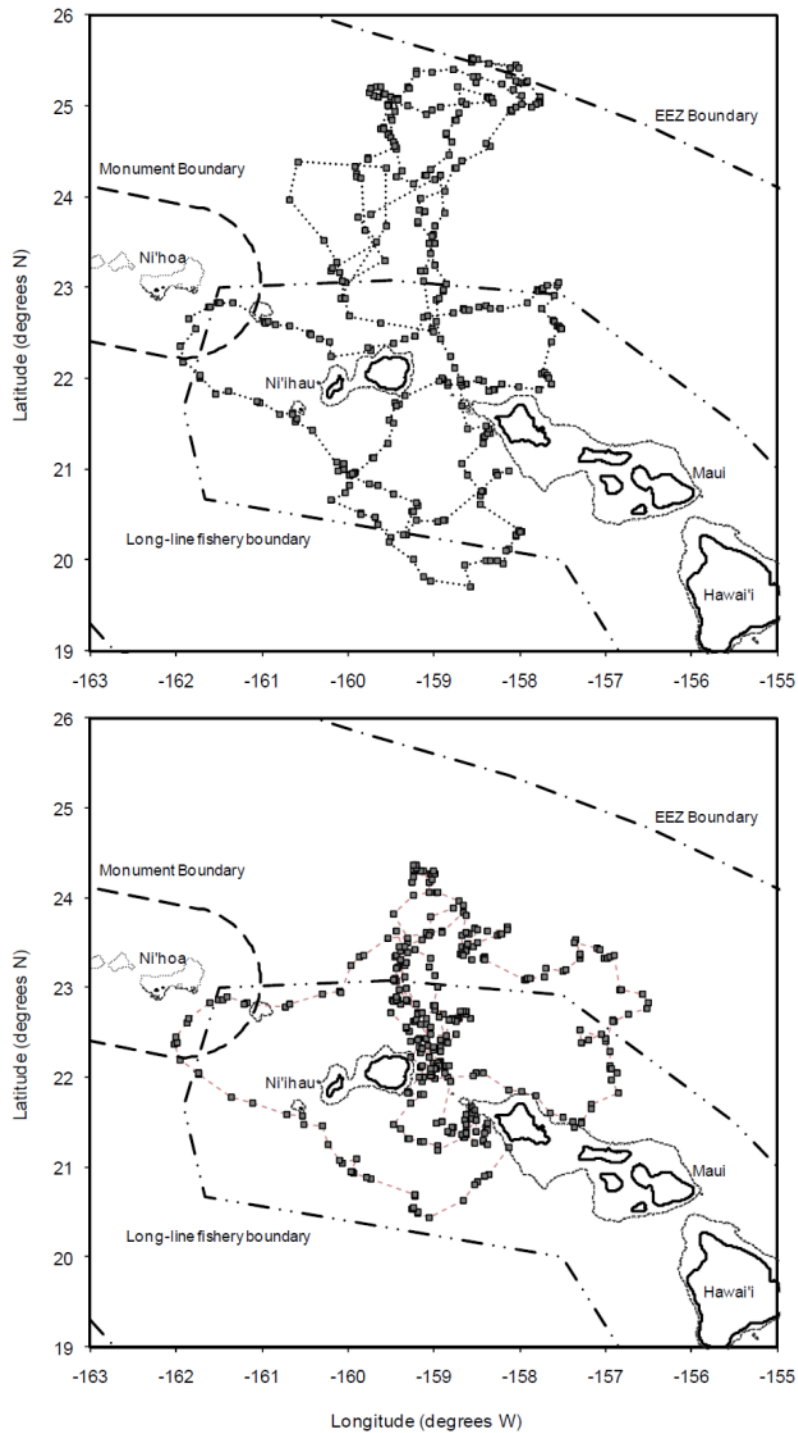 26
25
EEZ Boundary
Monument Boundary
24
Ni'hoa
23
Latitude (degrees N)
22
Ni'ihau
21
Maui
Long-line fishery boundary
20
Hawai'i
19
-163 -162 -161 -160 -159 -158 -157 -156 -155
26
25
EEZ Boundary
Monument Boundary
24
Ni'hoa
23
Latitude (degrees N)
22
Ni'ihau
21
Maui
Long-line fishery boundary
20
Hawai'i
19
-163 -162 -161 -160 -159 -158 -157 -156 -155
Longitude (degrees W)